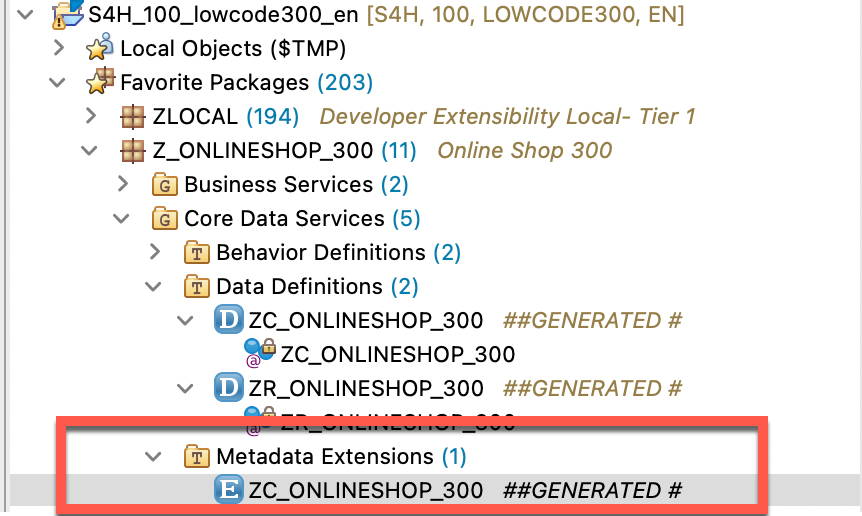 S4H_100_lowcode300_en [S4H, 100, LOWCODE300, EN]
Local Objects ($TMP)
Favorite Packages (203)
ZLOCAL (194) Developer Extensibility Local- Tier 1
Z_ONLINESHOP_300 (11) Online Shop 300
G Business Services (2)
G Core Data Services (5)
T Behavior Definitions (2)
T Data Definitions (2)
D ZC_ONLINESHOP_300 ##GENERATED #
@ ZC_ONLINESHOP_300
D ZR_ONLINESHOP_300 ##GENERATED #
@ ZR_ONLINESHOP_300
T Metadata Extensions (1)
E ZC_ONLINESHOP_300 ##GENERATED #